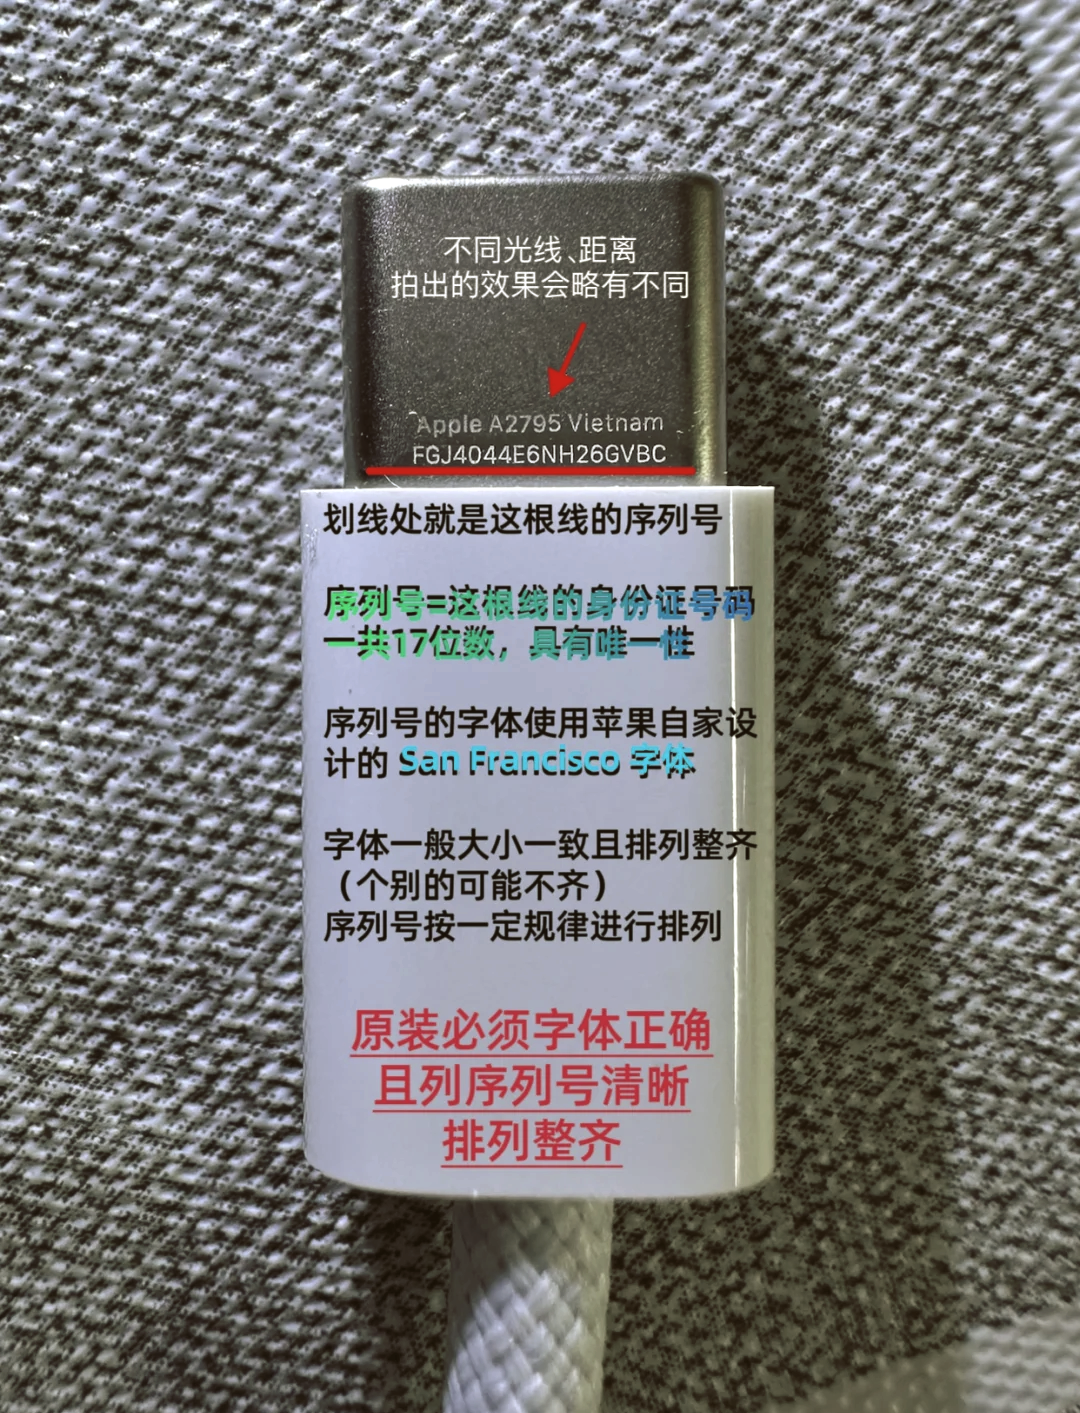 不同光线、距离
拍出的效果会略有不同
Apple A2795 Vietnam
FGJ4044E6NH26GVBC
划线处就是这根线的序列号
序列号=这根线的身份证号码
一共17位数，具有唯一性
序列号的字体使用苹果自家设
计的 San Francisco 字体
字体一般大小一致且排列整齐
（个别的可能不齐）
序列号按一定规律进行排列
原装必须字体正确
且列序列号清晰
排列整齐